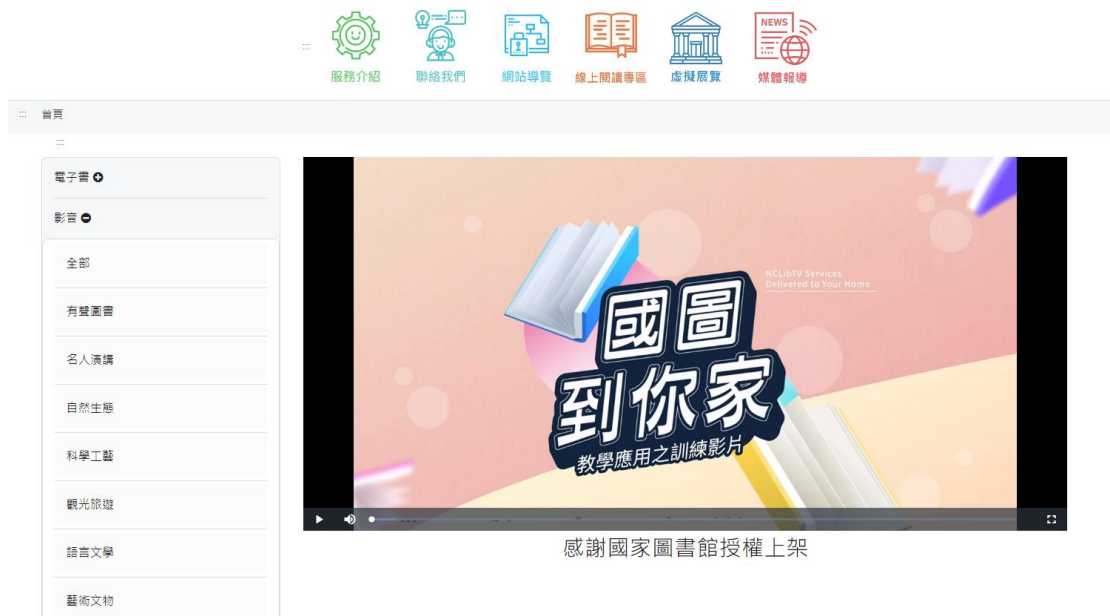 NEWS
服務介紹
聯絡我們
網站導覽
線上閱讀專區
虛擬展覽
媒體報導
首頁
電子書
影音
全部
有聲圖書
名人演講
自然生態
科學工藝
觀光旅遊
語言文學
藝術文物
NCLibTV Services
Delivered to Your Home
國圖
到你家
教學應用之訓練影片
感謝國家圖書館授權上架